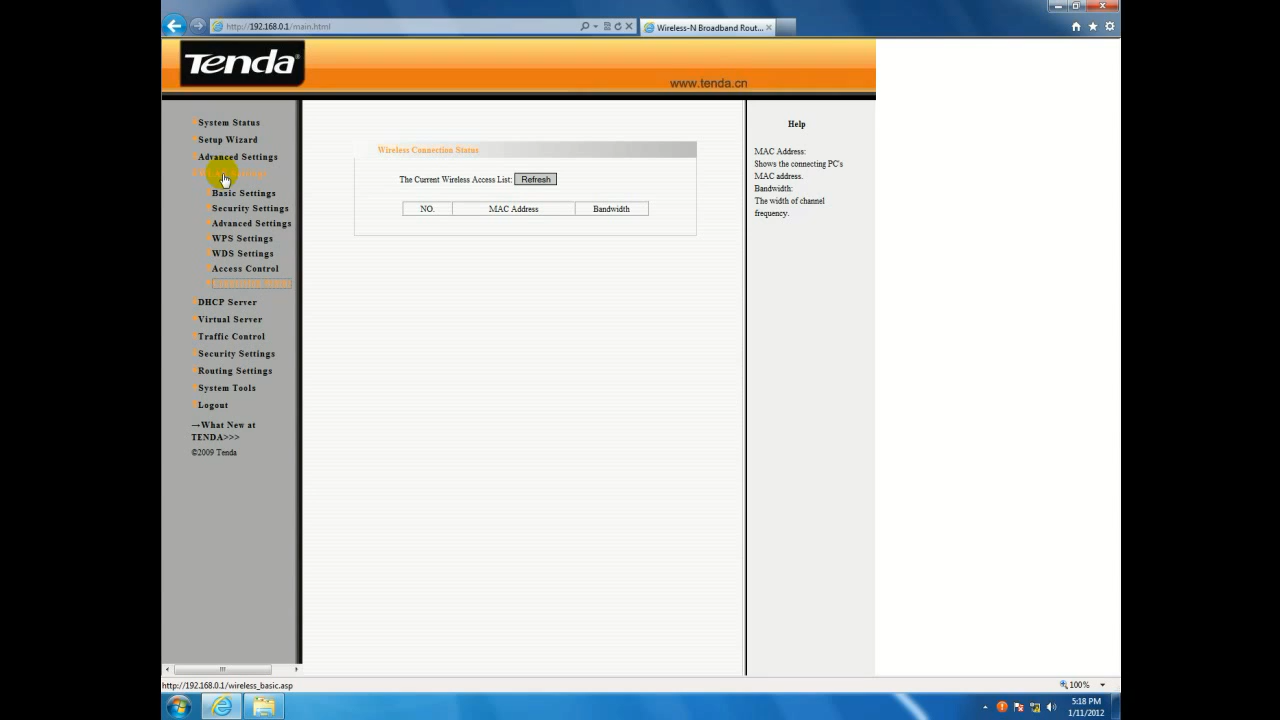 http://192.168.0.1/main.html
Wireless-N Broadband Rout...
Tenda®
www.tenda.cn
System Status
Setup Wizard
Advanced Settings
Basic Settings
Security Settings
Advanced Settings
WPS Settings
WDS Settings
Access Control
DHCP Server
Virtual Server
Traffic Control
Security Settings
Routing Settings
System Tools
Logout
→What New at
TENDA>>>
©2009 Tenda
Wireless Connection Status
The Current Wireless Access List: Refresh
NO. MAC Address Bandwidth
Help
MAC Address:
Shows the connecting PC's
MAC address.
Bandwidth:
The width of channel
frequency.
http://192.168.0.1/wireless_basic.asp
100%
5:18 PM
1/11/2012